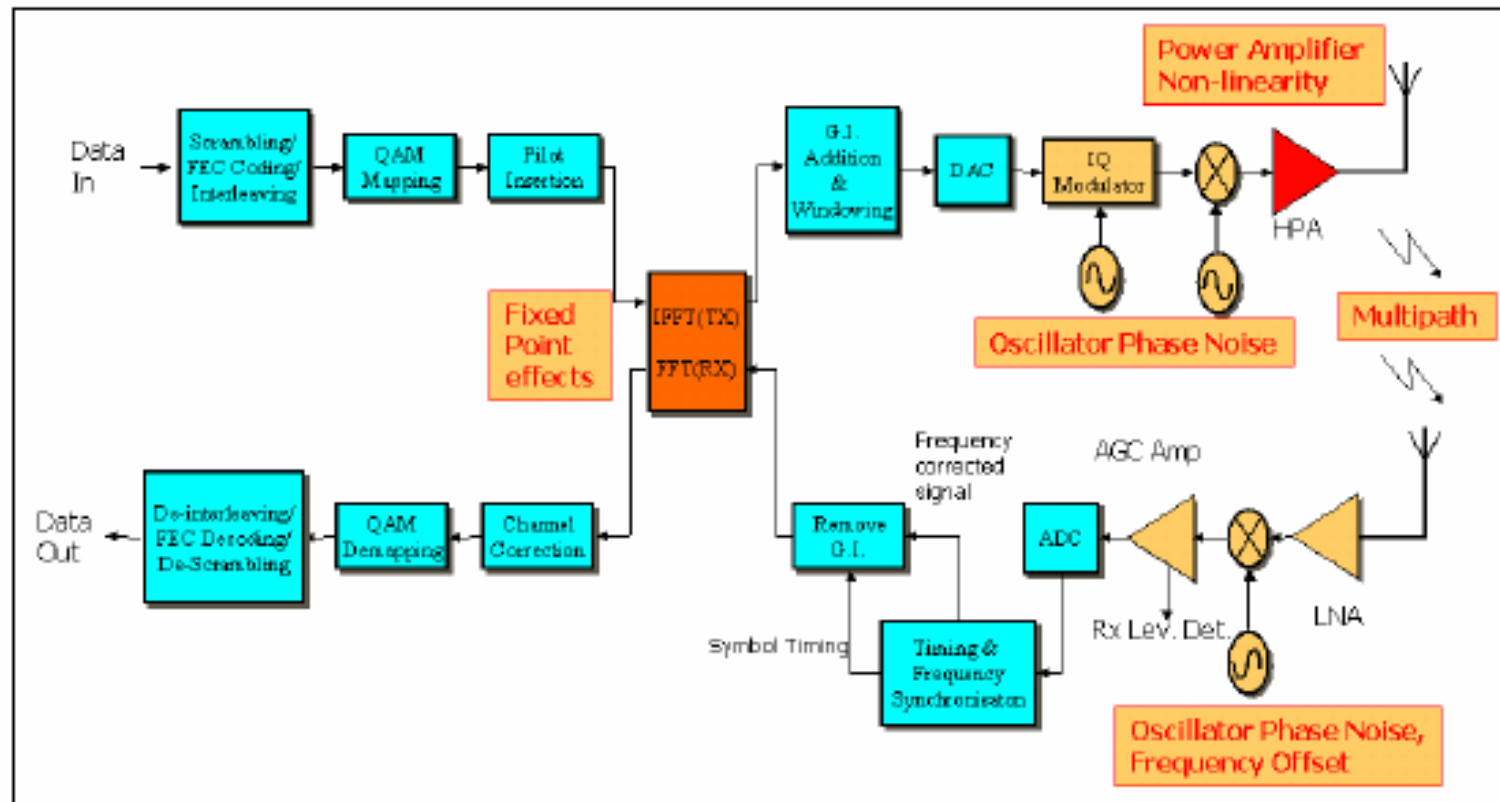 Data
In
Scrambling/
FEC Coding/
Interleaving
QAM
Mapping
Pilot
Insertion
G.I.
Addition
&
Windowing
DAC
IQ
Modulator
Power Amplifier
Non-linearity
HPA
Fixed
Point
effects
IFFT(TX)
FFT(RX)
Oscillator Phase Noise
Multipath
Data
Out
De-interleaving/
FEC Decoding/
De-Scrambling
QAM
Demapping
Channel
Correction
Remove
G.I.
Frequency
corrected
signal
ADC
AGC Amp
Rx Lev. Det.
LNA
Symbol Timing
Timing &
Frequency
Synchronisaton
Oscillator Phase Noise,
Frequency Offset